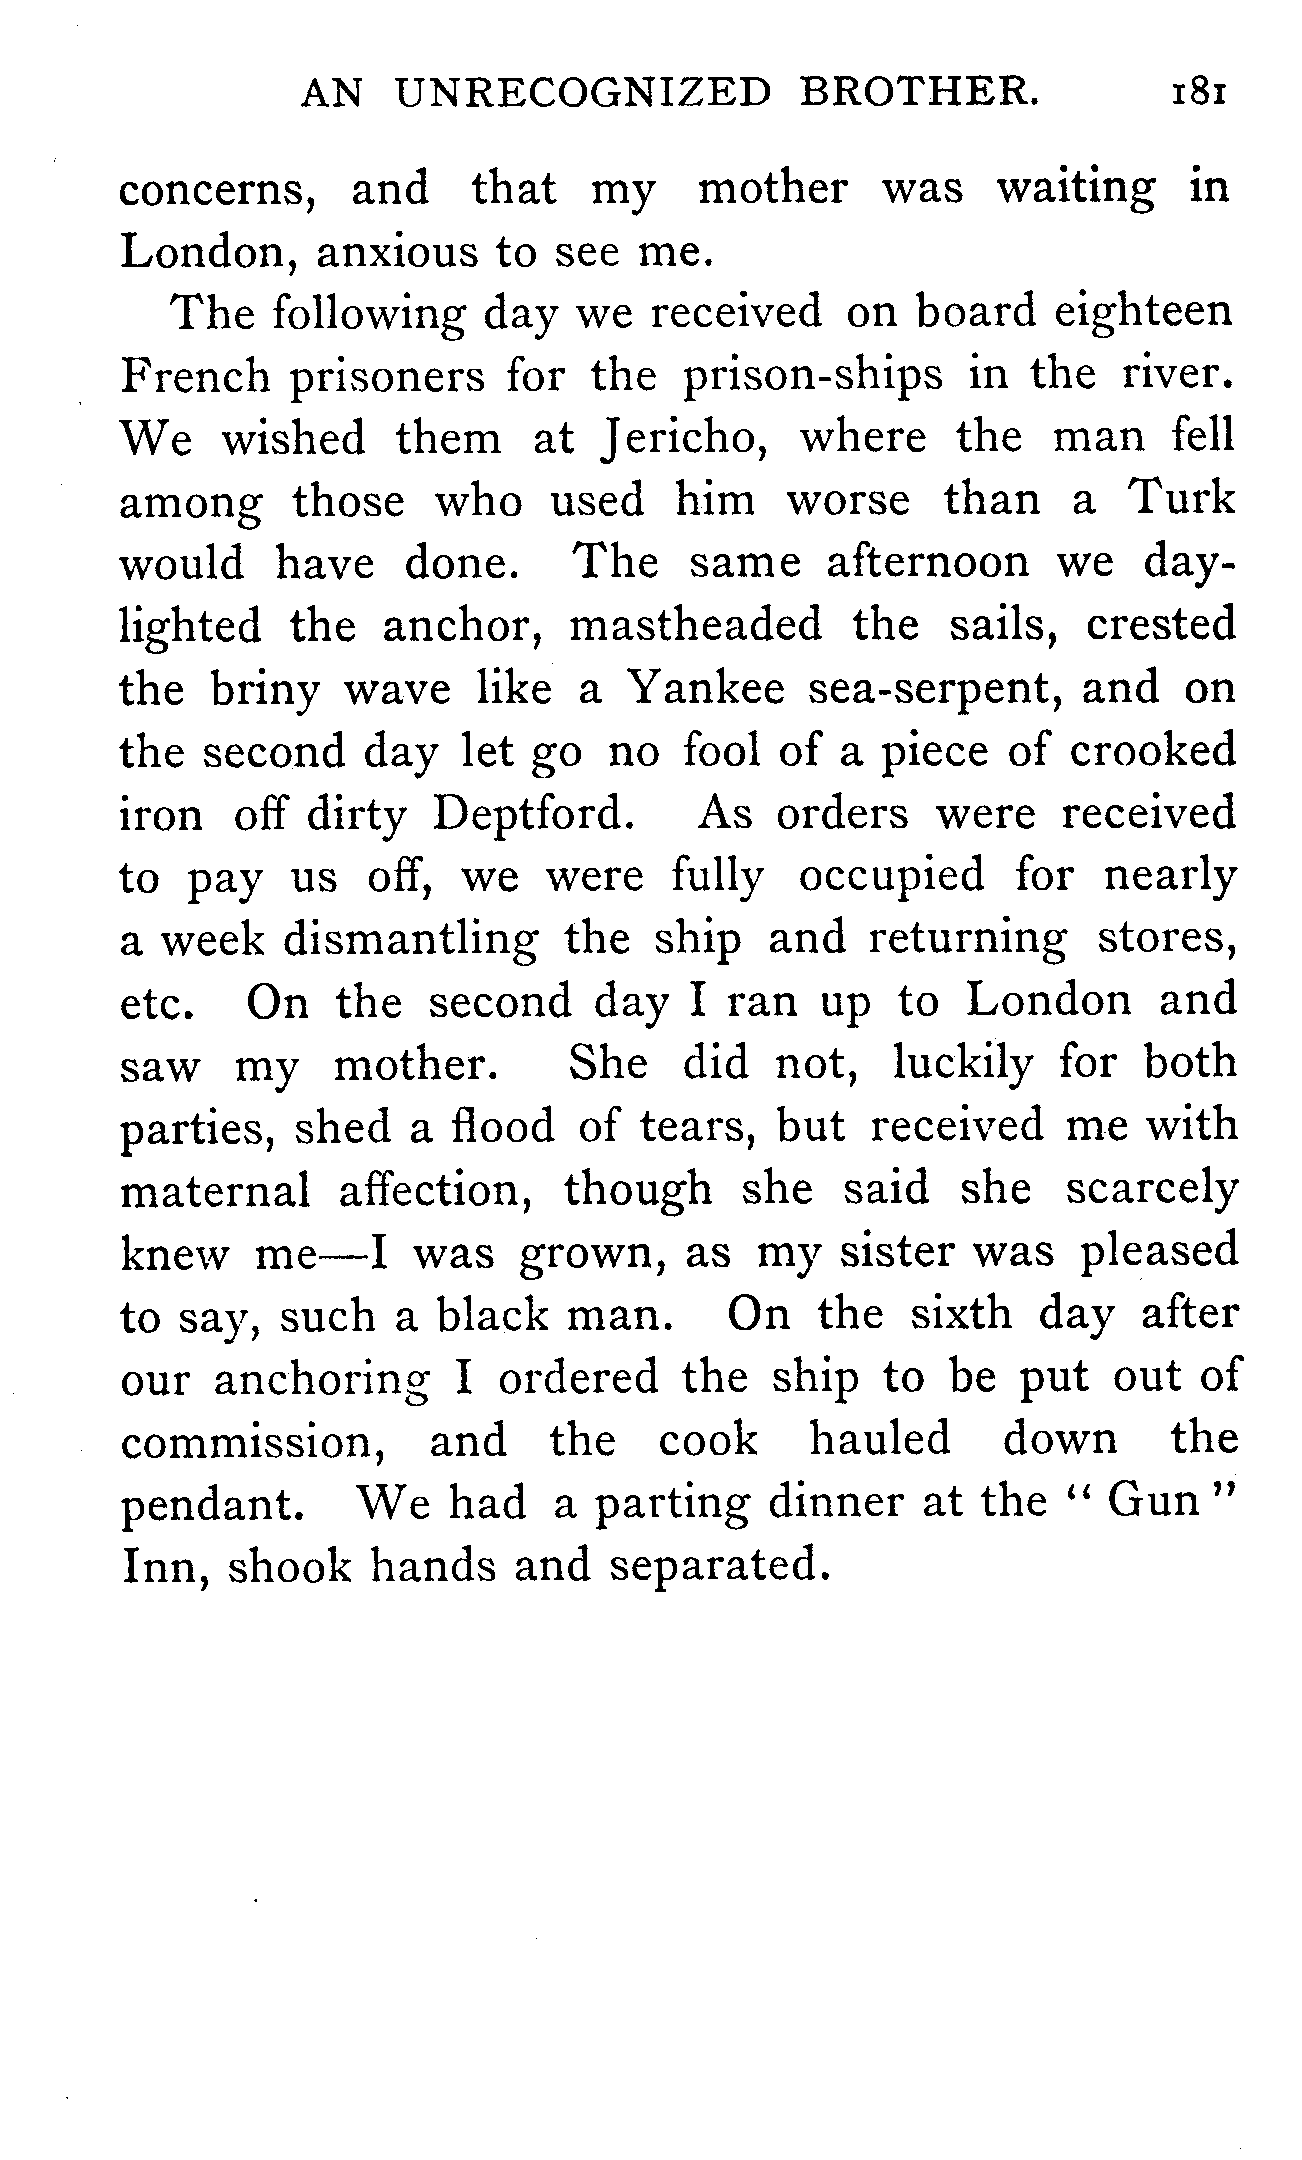 AN UNRECOGNIZED BROTHER. 181
concerns, and that my mother was waiting in
London, anxious to see me.
The following day we received on board eighteen
French prisoners for the prison-ships in the river.
We wished them at Jericho, where the man fell
among those who used him worse than a Turk
would have done. The same afternoon we day-
lighted the anchor, mastheaded the sails, crested
the briny wave like a Yankee sea-serpent, and on
the second day let go no fool of a piece of crooked
iron off dirty Deptford. As orders were received
to pay us off, we were fully occupied for nearly
a week dismantling the ship and returning stores,
etc. On the second day I ran up to London and
saw my mother. She did not, luckily for both
parties, shed a flood of tears, but received me with
maternal affection, though she said she scarcely
knew me—I was grown, as my sister was pleased
to say, such a black man. On the sixth day after
our anchoring I ordered the ship to be put out of
commission, and the cook hauled down the
pendant. We had a parting dinner at the “ Gun ”
Inn, shook hands and separated.